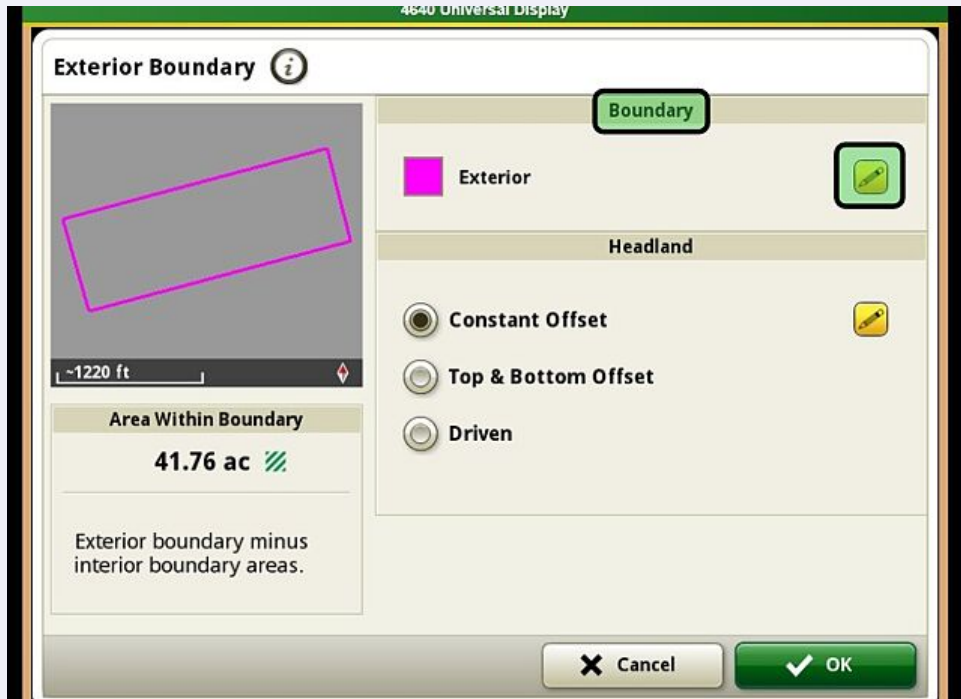 4640 Universal Display
Exterior Boundary i
Boundary
Exterior
Headland
Constant Offset
Top & Bottom Offset
Driven
~1220 ft
Area Within Boundary
41.76 ac
Exterior boundary minus
interior boundary areas.
Cancel
OK